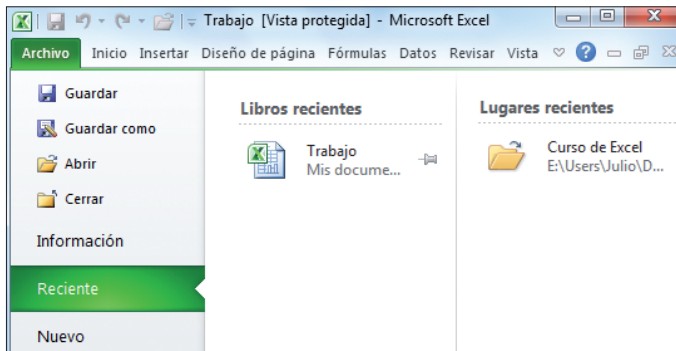 Trabajo [Vista protegida] - Microsoft Excel
Archivo Inicio Insertar Diseño de página Fórmulas Datos Revisar Vista
Guardar
Guardar como
Abrir
Cerrar
Información
Reciente
Nuevo
Libros recientes
Trabajo
Mis docume...
Lugares recientes
Curso de Excel
E:\Users\Julio\D...